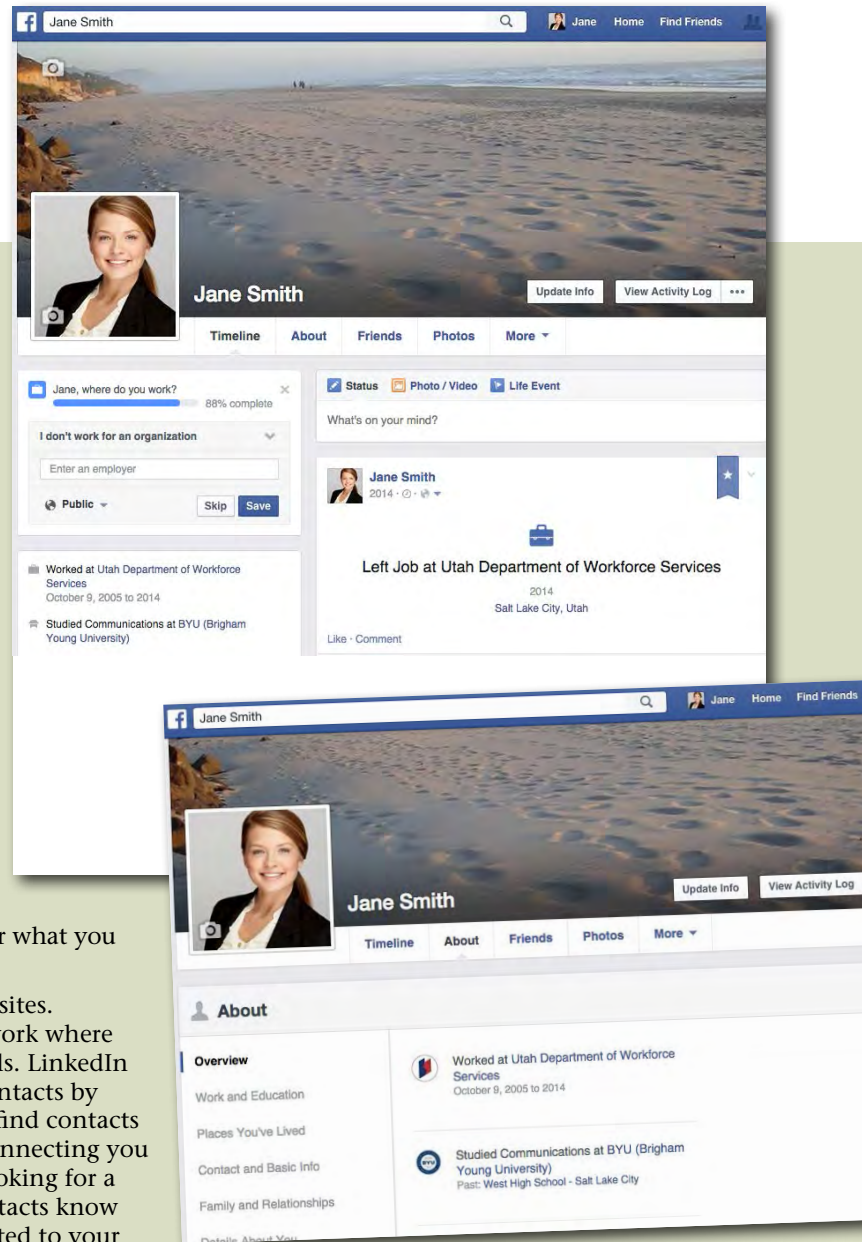 Jane Smith
Jane Home Find Friends
Jane Smith
Update Info View Activity Log •••
Timeline About Friends Photos More
Jane, where do you work?
88% complete
I don't work for an organization
Enter an employer
Public Skip Save
Worked at Utah Department of Workforce
Services
October 9, 2005 to 2014
Studied Communications at BYU (Brigham
Young University)
Status Photo / Video Life Event
What's on your mind?
Jane Smith
2014
Left Job at Utah Department of Workforce Services
2014
Salt Lake City, Utah
Like · Comment
r what you
sites.
work where
ls. LinkedIn
ntacts by
find contacts
onnecting you
oking for a
tacts know
ted to your
Jane Smith
Jane Home Find Friends
Jane Smith
Update Info View Activity Log
Timeline About Friends Photos More
About
Overview
Work and Education
Places You've Lived
Contact and Basic Info
Family and Relationships
Details About You
Worked at Utah Department of Workforce
Services
October 9, 2005 to 2014
BYU
Studied Communications at BYU (Brigham
Young University)
Past: West High School - Salt Lake City